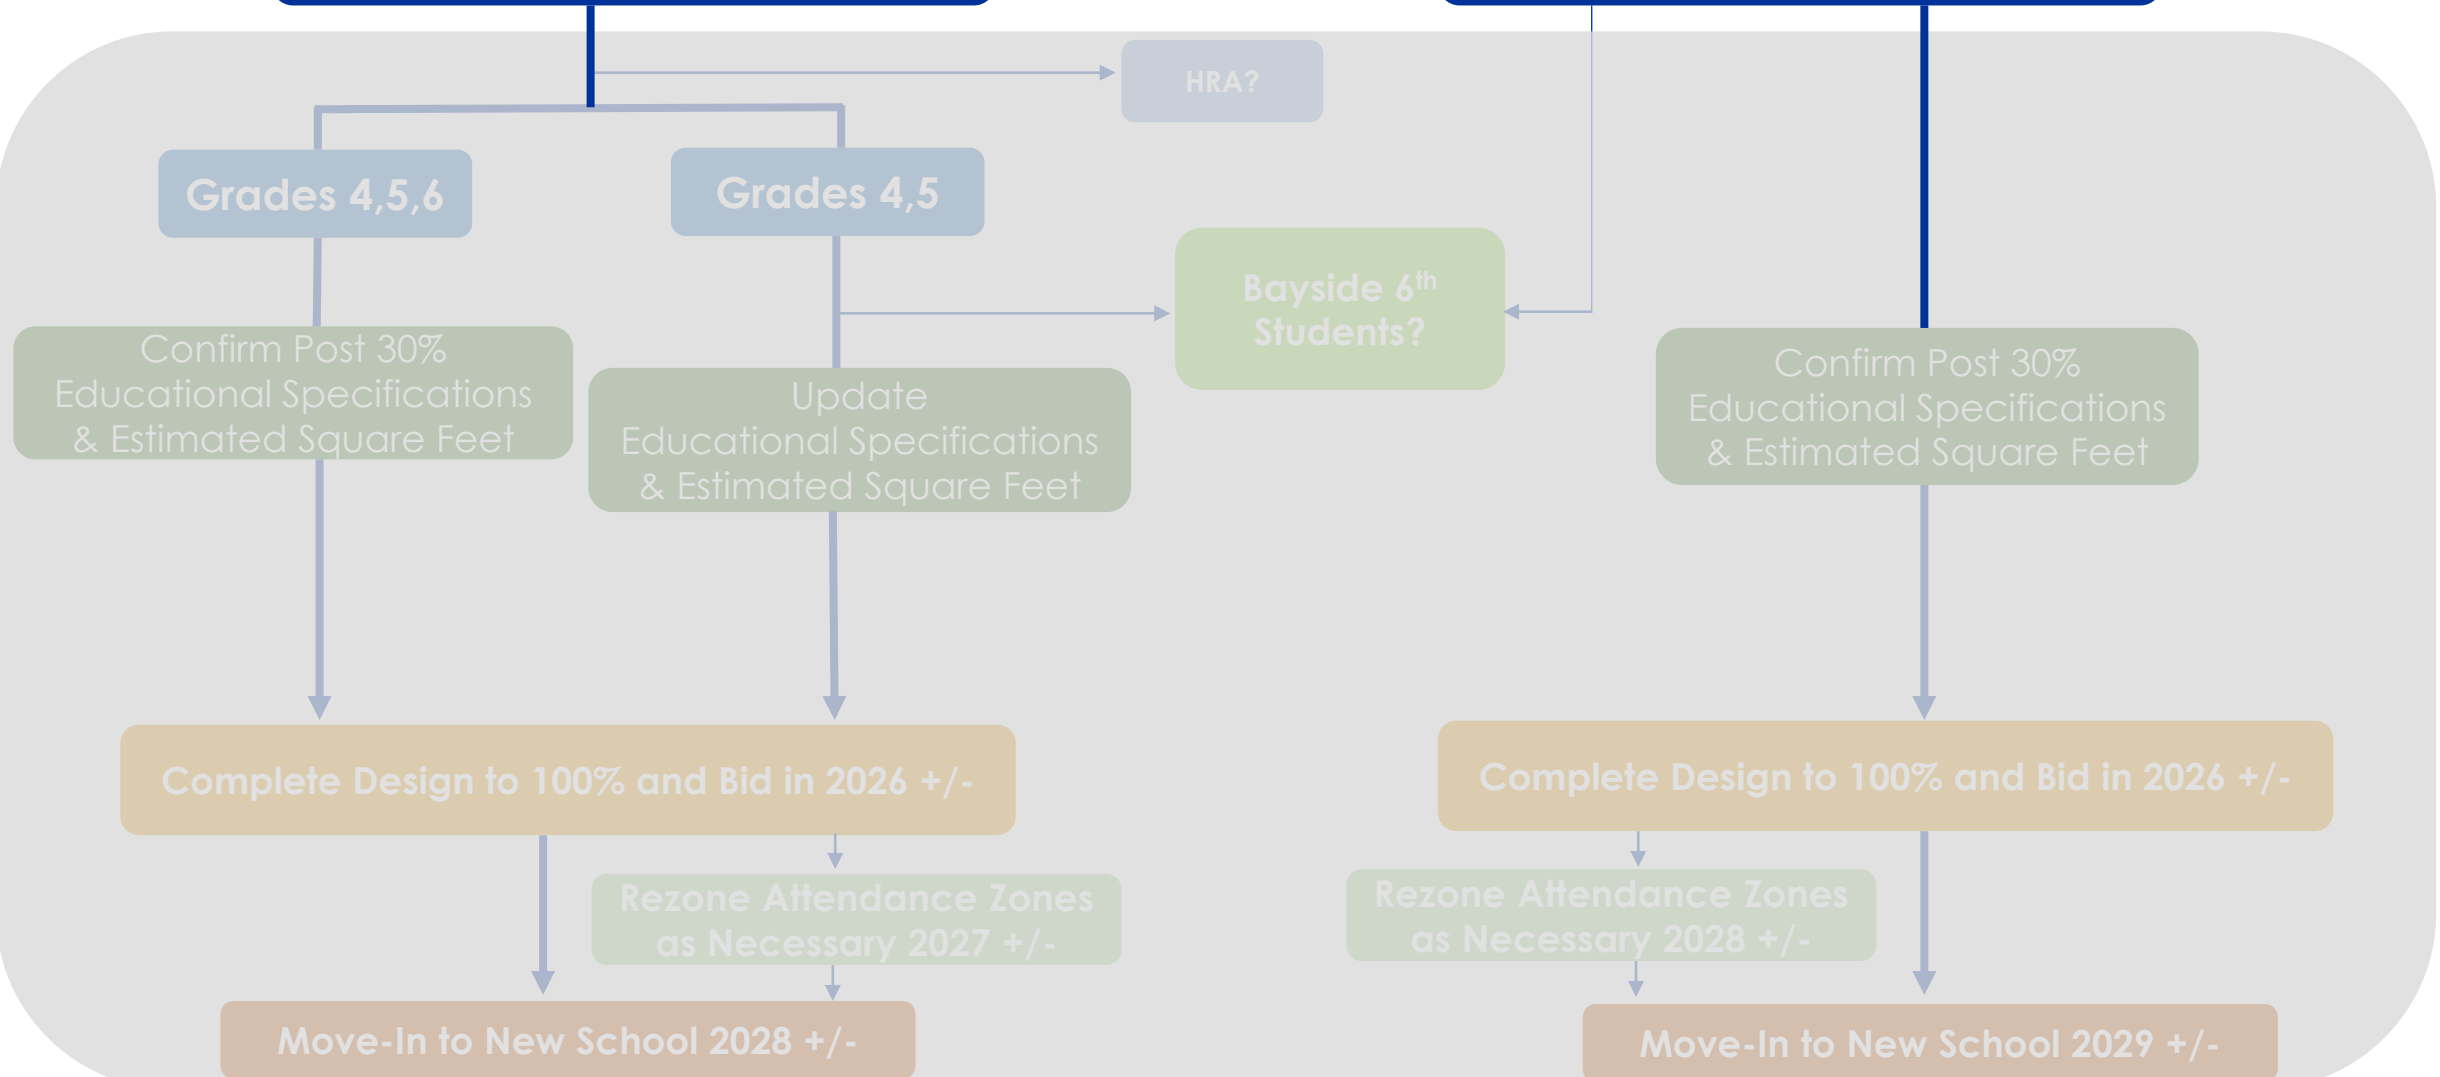 HRA?
Grades 4,5,6
Grades 4,5
Bayside 6th
Students?
Confirm Post 30%
Educational Specifications
& Estimated Square Feet
Update
Educational Specifications
& Estimated Square Feet
Confirm Post 30%
Educational Specifications
& Estimated Square Feet
Complete Design to 100% and Bid in 2026 +/-
Complete Design to 100% and Bid in 2026 +/-
Rezone Attendance Zones
as Necessary 2027 +/-
Rezone Attendance Zones
as Necessary 2028 +/-
Move-In to New School 2028 +/-
Move-In to New School 2029 +/-